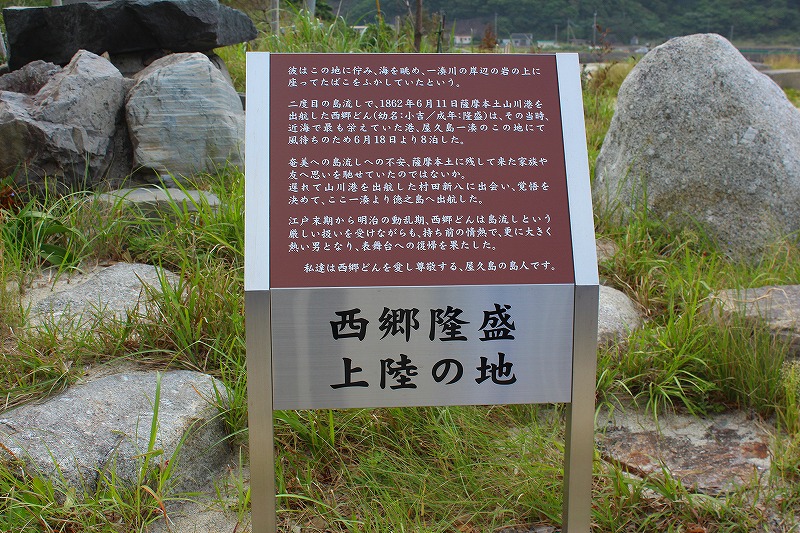 彼はこの地に佇み、海を眺め、一湊川の岸辺の岩の上に
座ってたばこをふかしていたという。
二度目の島流しで、1862年6月11日薩摩本土山川港を
出航した西郷どん(幼名:小吉/成年:隆盛)は、その当時、
近海で最も栄えていた港、屋久島一湊のこの地にて
風待ちのため6月18日より8泊した。
奄美への島流しへの不安、薩摩本土に残して来た家族や
友へ思いを馳せていたのではないか。
遅れて山川港を出航した村田新八に出会い、覚悟を
決めて、ここ一湊より徳之島へ出航した。
江戸末期から明治の動乱期、西郷どんは島流しという
厳しい扱いを受けながらも、持ち前の情熱で、更に大きく
熱い男となり、表舞台への復帰を果たした。
私達は西郷どんを愛し尊敬する、屋久島の島人です。
西郷隆盛
上陸の地